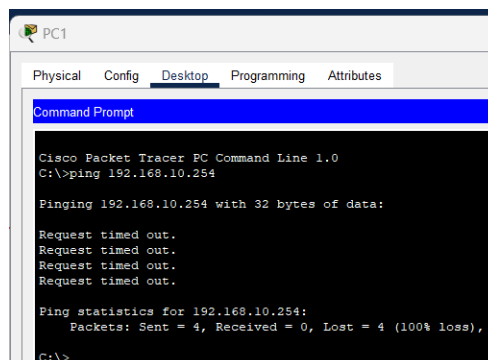 PC1
Physical Config Desktop Programming Attributes
Command Prompt
Cisco Packet Tracer PC Command Line 1.0
C:\>ping 192.168.10.254
Pinging 192.168.10.254 with 32 bytes of data:
Request timed out.
Request timed out.
Request timed out.
Request timed out.
Ping statistics for 192.168.10.254:
Packets: Sent = 4, Received = 0, Lost = 4 (100% loss),
C:\>